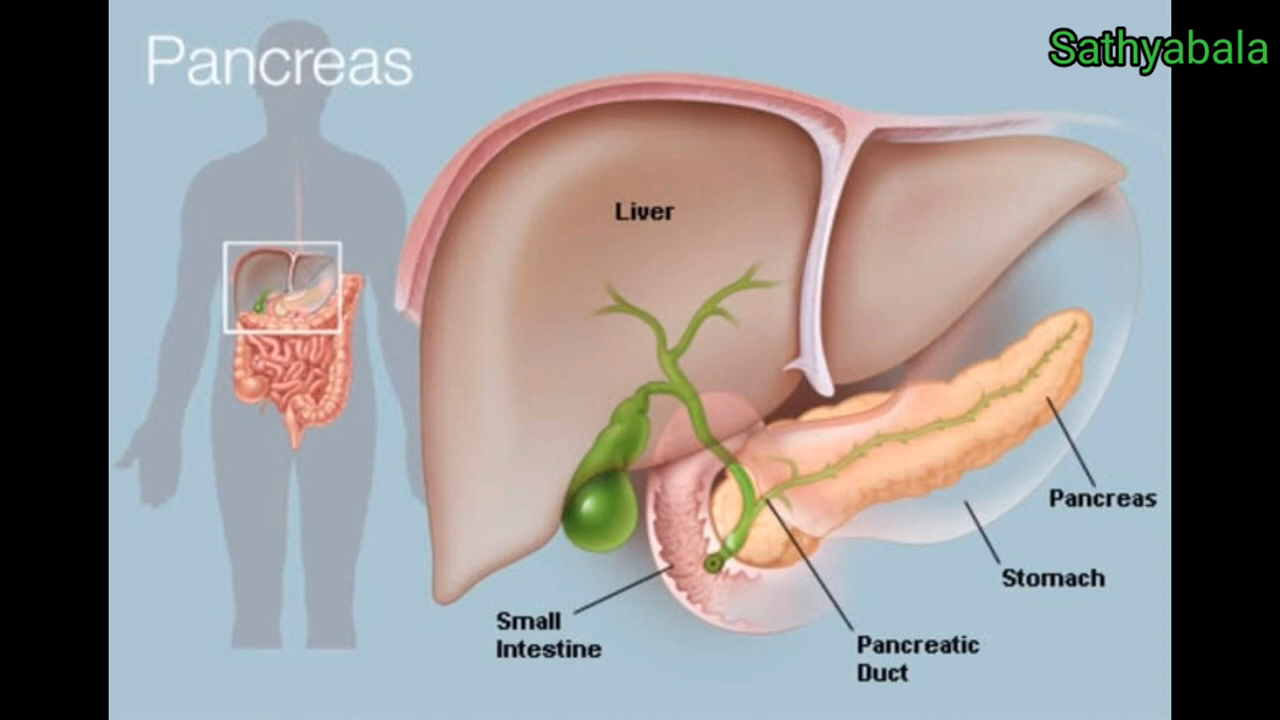 Pancreas
Sathyabala
Liver
Pancreas
Stomach
Small
Intestine
Pancreatic
Duct